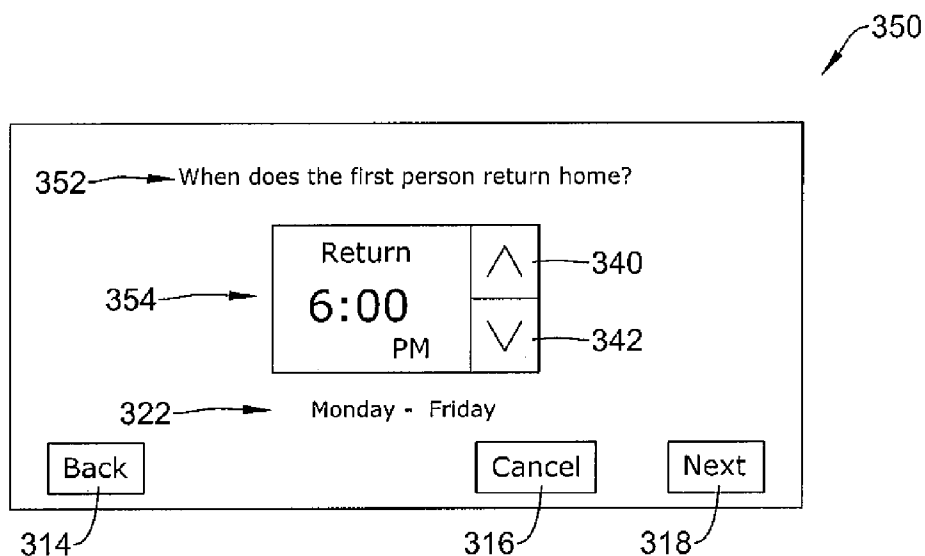 350
352 When does the first person return home?
Return
340
354 6:00
PM
342
322 Monday - Friday
Back Cancel Next
314 316 318